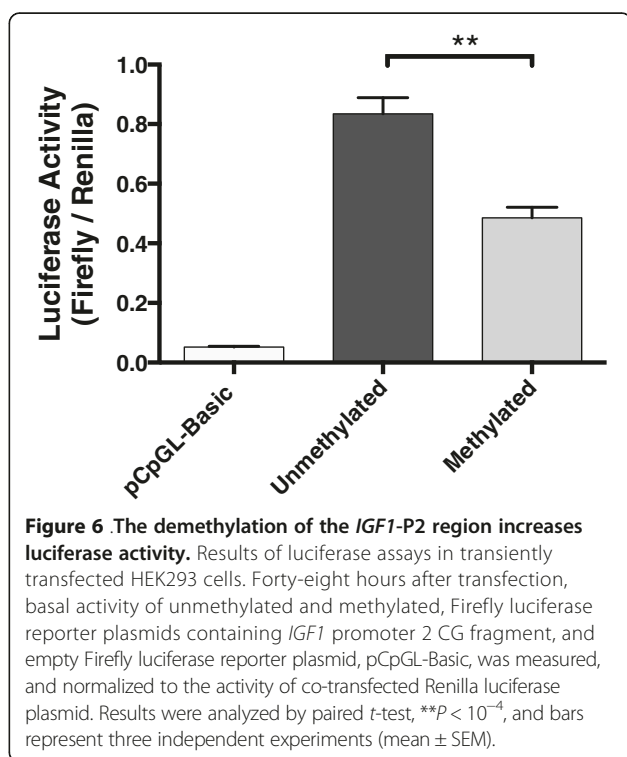 **
Luciferase Activity
(Firefly / Renilla)
1.0
0.8
0.6
0.4
0.2
0.0
pCpGL-Basic
Unmethylated
Methylated
Figure 6 .The demethylation of the IGF1-P2 region increases
luciferase activity. Results of luciferase assays in transiently
transfected HEK293 cells. Forty-eight hours after transfection,
basal activity of unmethylated and methylated, Firefly luciferase
reporter plasmids containing IGF1 promoter 2 CG fragment, and
empty Firefly luciferase reporter plasmid, pCpGL-Basic, was measured,
and normalized to the activity of co-transfected Renilla luciferase
plasmid. Results were analyzed by paired t-test, **P < 10⁻⁴, and bars
represent three independent experiments (mean ± SEM).